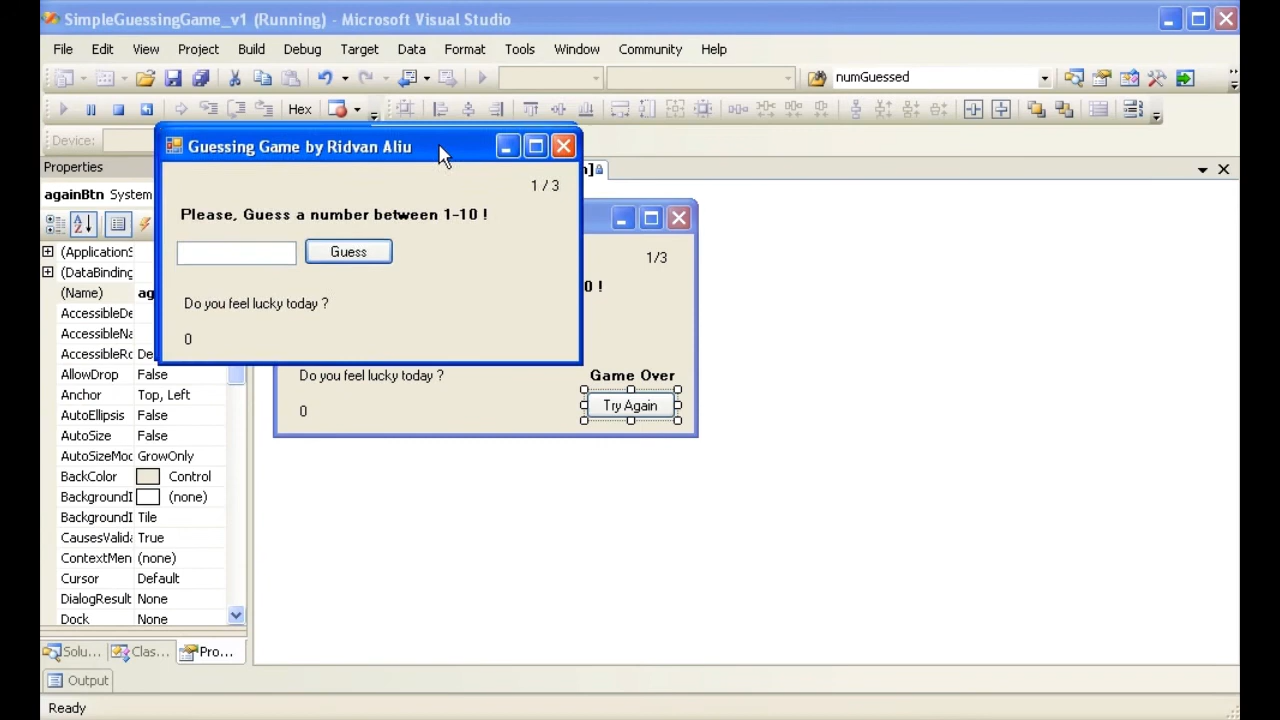 SimpleGuessingGame_v1 (Running) - Microsoft Visual Studio
File Edit View Project Build Debug Target Data Format Tools Window Community Help
numGuessed
Hex
Device:
Properties
againBtn System
(ApplicationS
(DataBinding
(Name) ag
AccessibleDe
AccessibleNa
AccessibleRo De
AllowDrop False
Anchor Top, Left
AutoEllipsis False
AutoSize False
AutoSizeMod GrowOnly
BackColor Control
BackgroundI (none)
BackgroundI Tile
CausesValida True
ContextMen (none)
Cursor Default
DialogResult None
Dock None
Solu... Clas... Pro...
Output
Ready
Guessing Game by Ridvan Aliu
1 / 3
Please, Guess a number between 1-10 !
Guess
Do you feel lucky today ?
0
n]
1/3
0 !
Do you feel lucky today ?
Game Over
0
Try Again